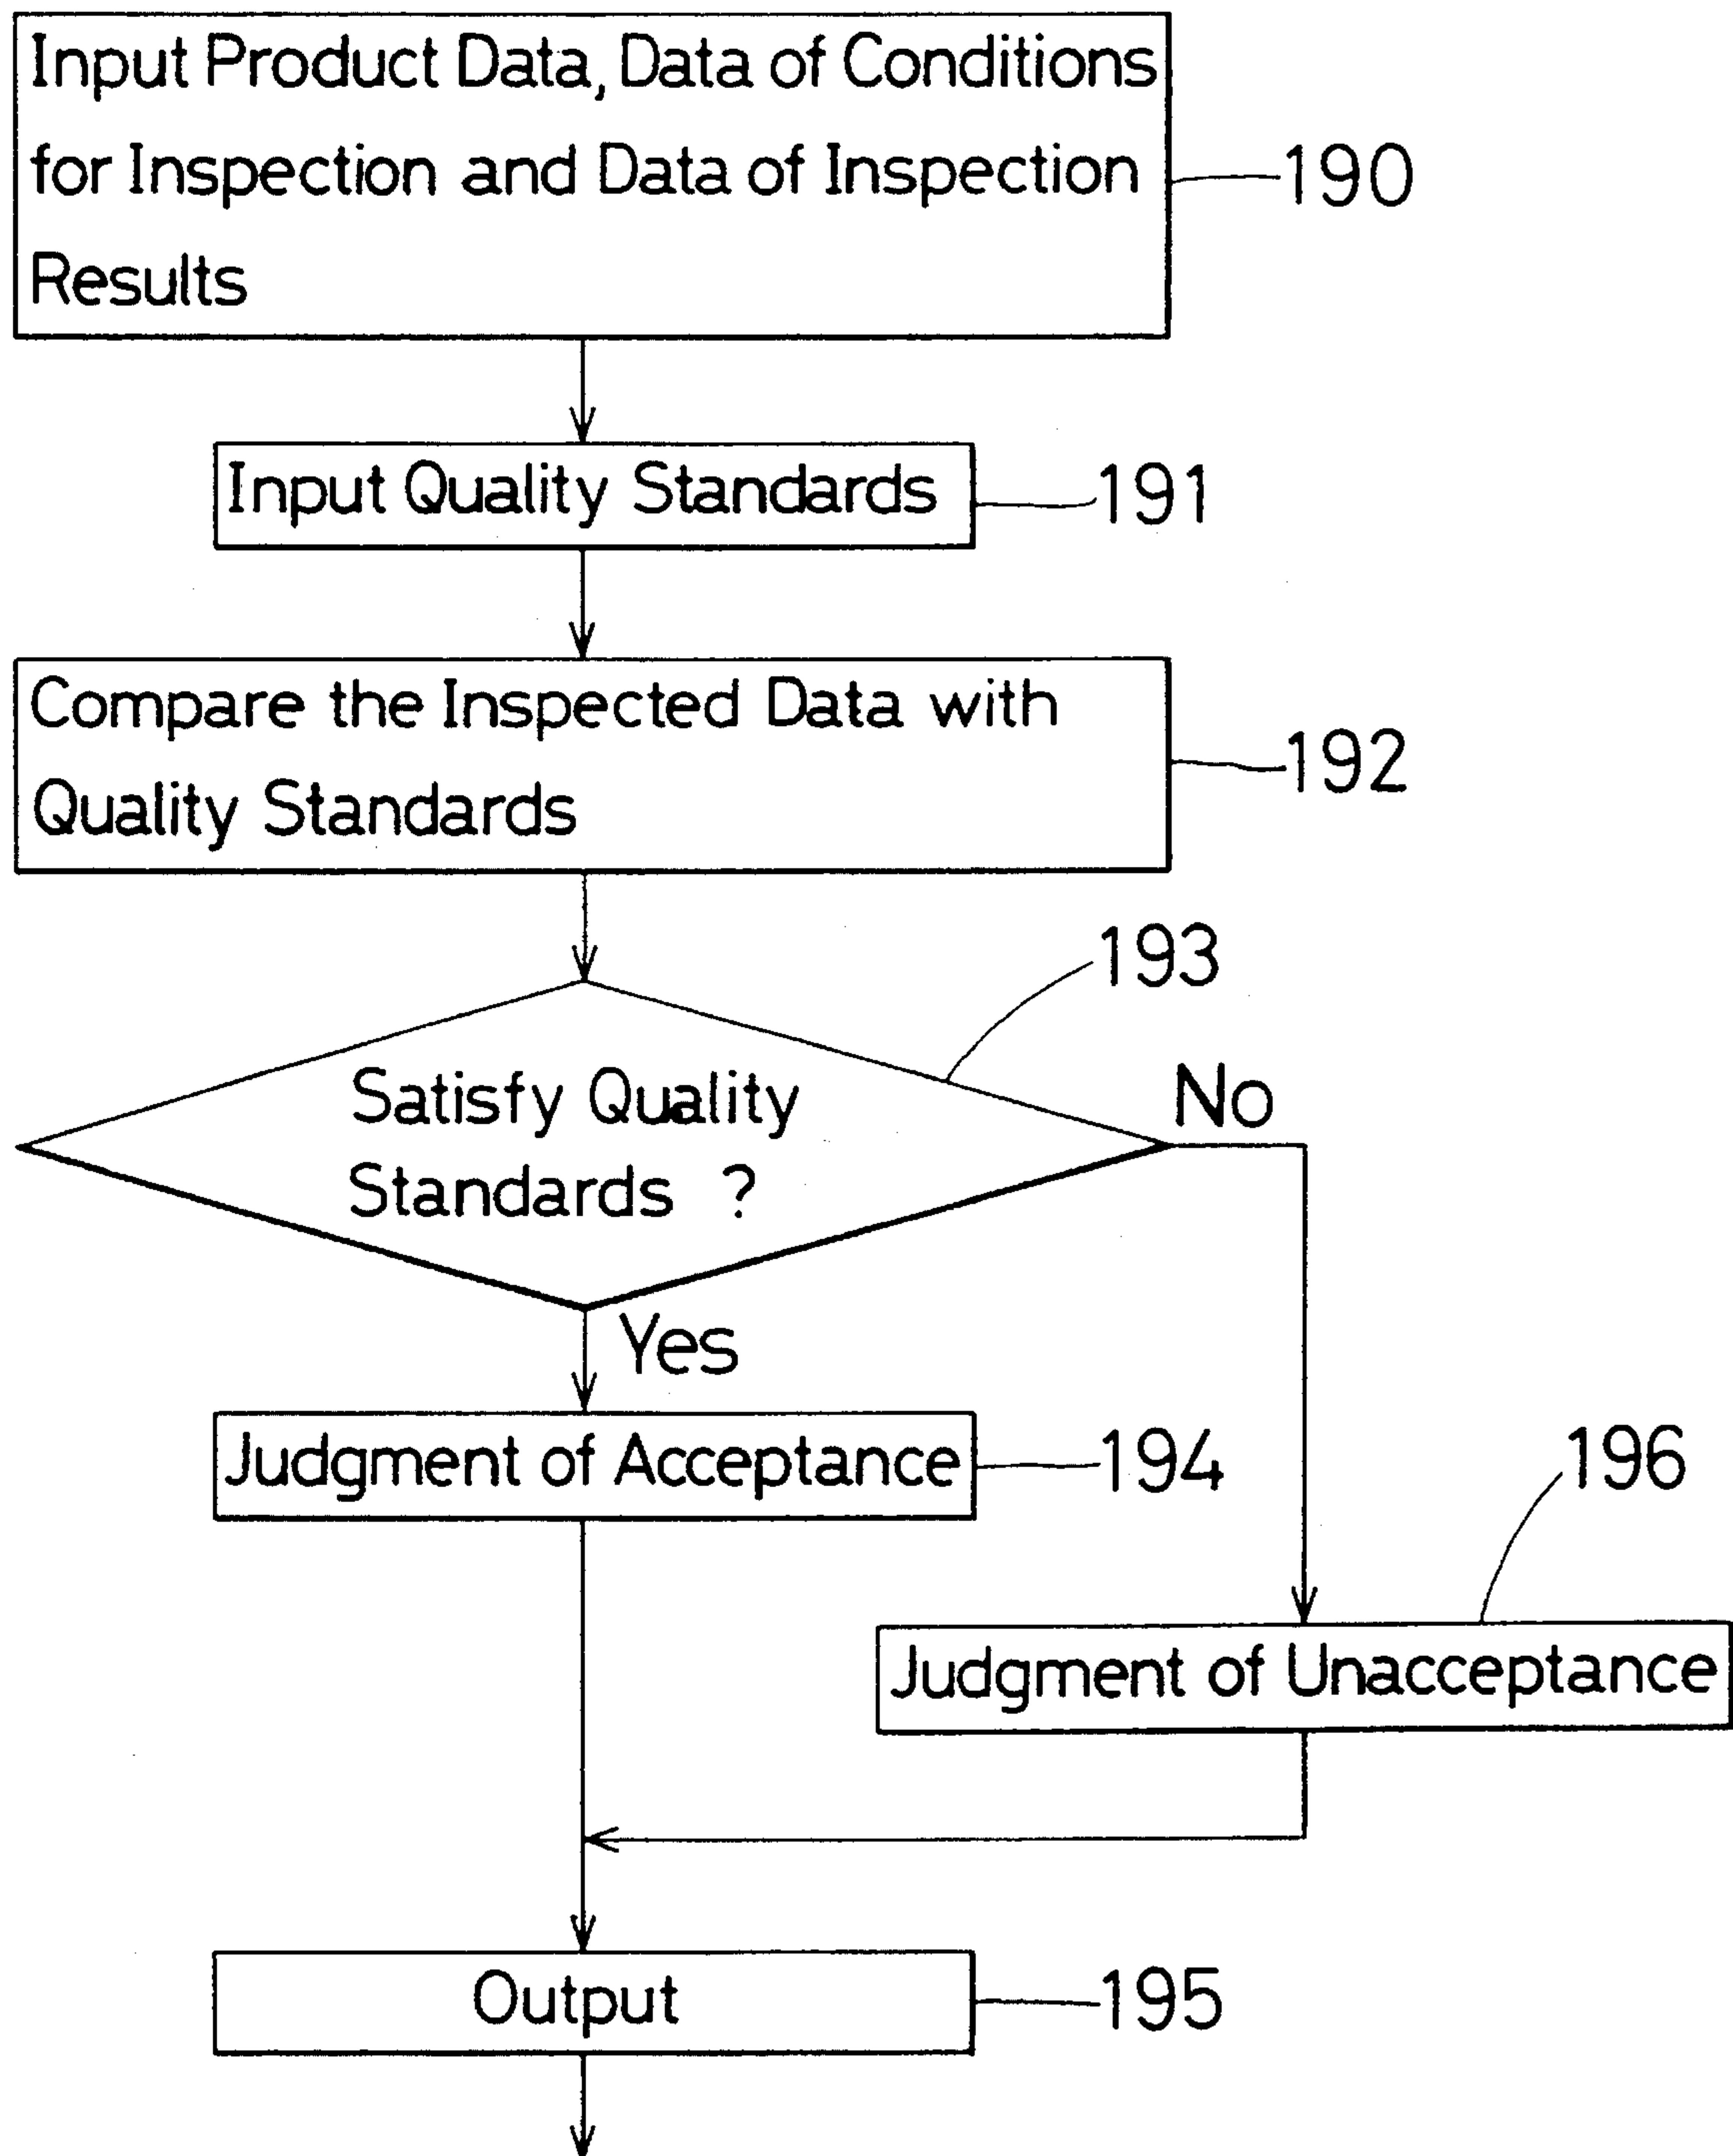 Input Product Data, Data of Conditions
for Inspection and Data of Inspection
Results
190
Input Quality Standards
191
Compare the Inspected Data with
Quality Standards
192
193
Satisfy Quality
Standards ?
No
Yes
Judgment of Acceptance
194
196
Judgment of Unacceptance
Output
195